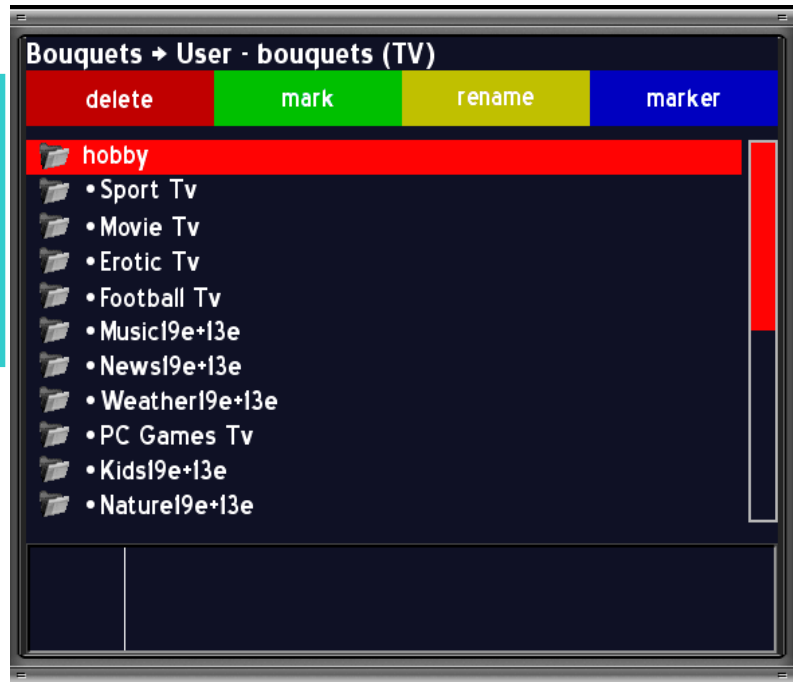 Bouquets → User - bouquets (TV)
delete mark rename marker
hobby
•Sport Tv
•Movie Tv
•Erotic Tv
•Football Tv
•Music19e+13e
•News19e+13e
•Weather19e+13e
•PC Games Tv
•Kids19e+13e
•Nature19e+13e